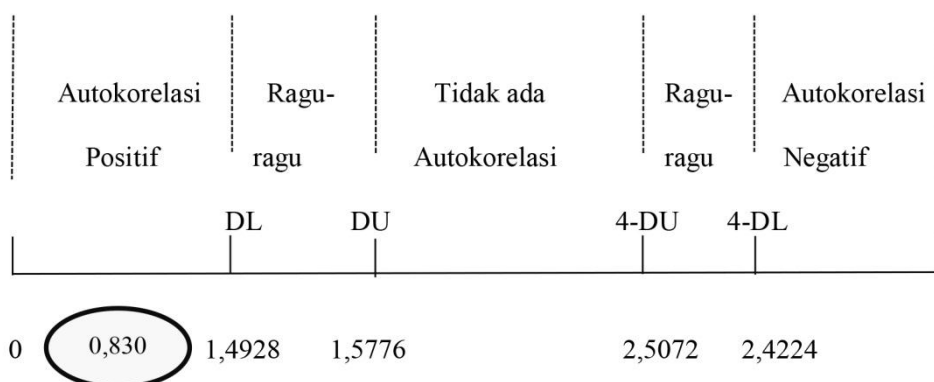 Autokorelasi Ragu- Tidak ada Ragu- Autokorelasi
Positif ragu Autokorelasi ragu Negatif
DL DU 4-DU 4-DL
0 0,830 1,4928 1,5776 2,5072 2,4224